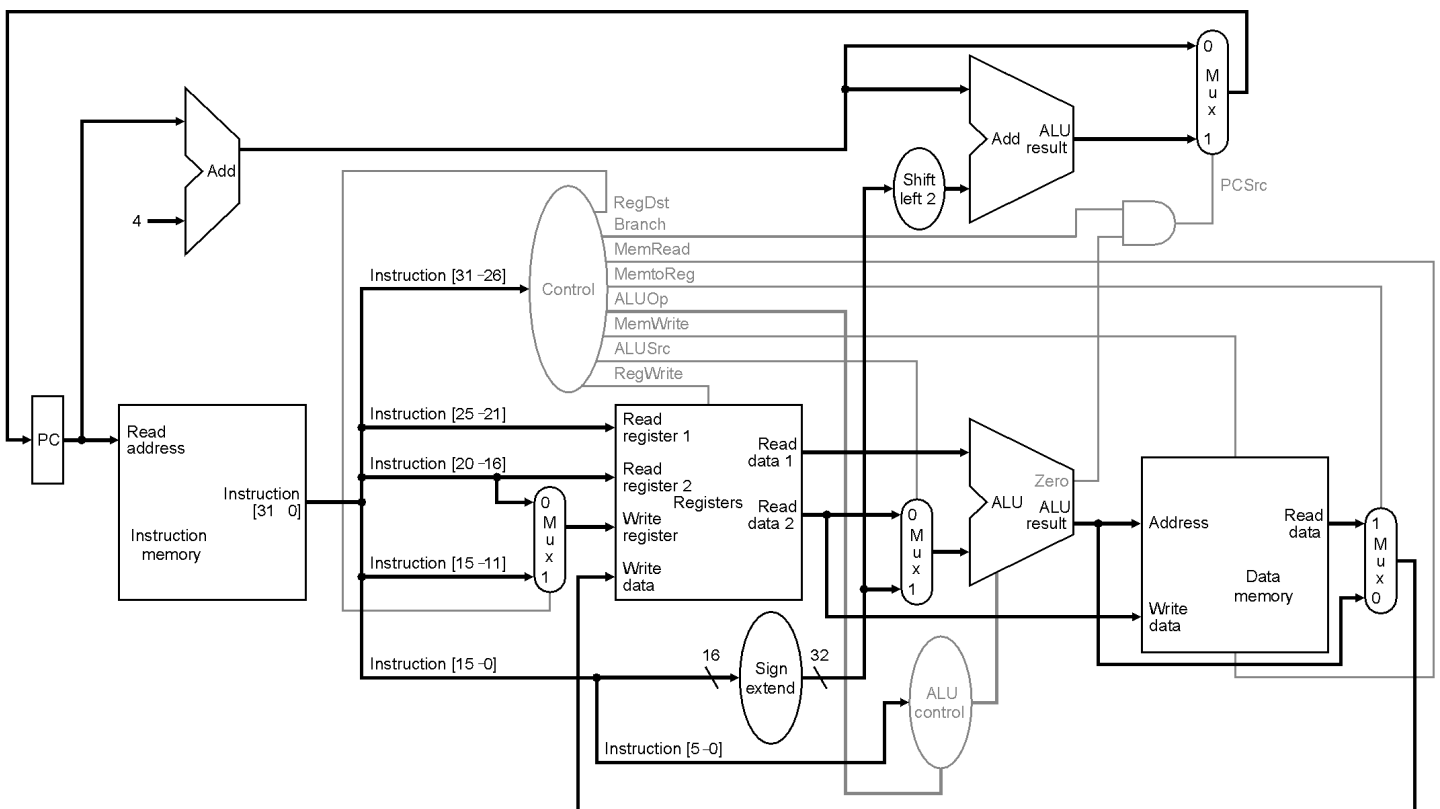 0
M
u
x
1
Add
ALU
result
Add
Shift
left 2
PCSrc
4
RegDst
Branch
MemRead
MemtoReg
ALUOp
MemWrite
ALUSrc
RegWrite
Control
Instruction [31–26]
PC
Read
address
Instruction
[31 0]
Instruction
memory
Instruction [25–21]
Instruction [20–16]
Instruction [15–11]
Instruction [15–0]
0
M
u
x
1
Read
register 1
Read
register 2
Write
register
Write
data
Registers
Read
data 1
Read
data 2
0
M
u
x
1
Zero
ALU
ALU
result
Address
Write
data
Read
data
Data
memory
1
M
u
x
0
16
Sign
extend
32
ALU
control
Instruction [5–0]